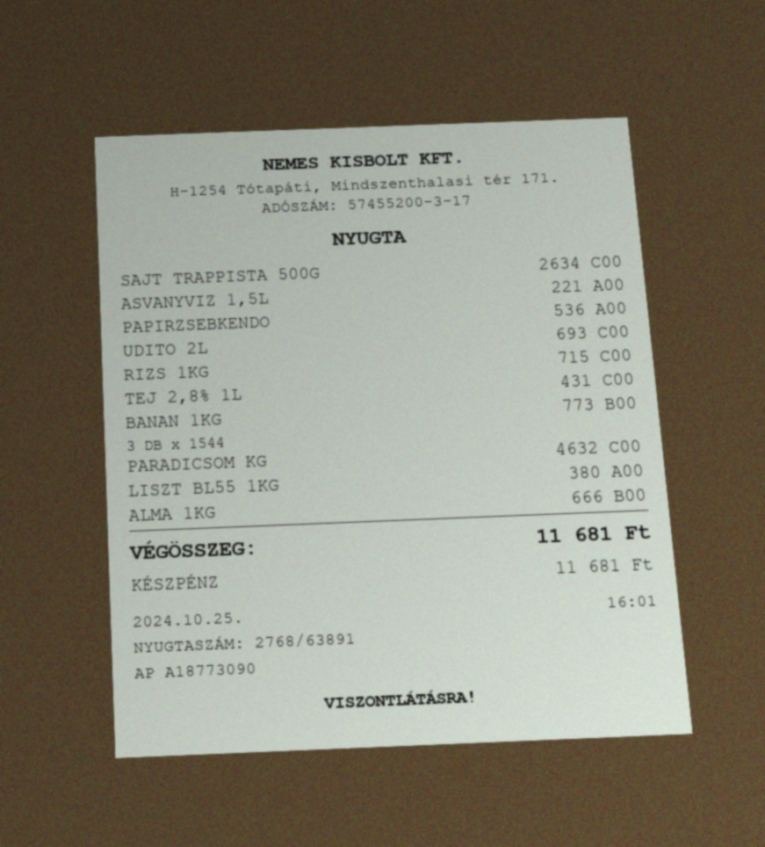 NEMES KISBOLT KFT.
H-1254 Tótapáti, Mindszenthalasi tér 171.
ADÓSZÁM: 57455200-3-17
NYUGTA
SAJT TRAPPISTA 500G 2634 C00
ASVANYVIZ 1,5L 221 A00
PAPIRZSEBKENDO 536 A00
UDITO 2L 693 C00
RIZS 1KG 715 C00
TEJ 2,8% 1L 431 C00
BANAN 1KG 773 B00
3 DB x 1544
PARADICSOM KG 4632 C00
LISZT BL55 1KG 380 A00
ALMA 1KG 666 B00
VÉGÖSSZEG: 11 681 Ft
KÉSZPÉNZ 11 681 Ft
2024.10.25. 16:01
NYUGTASZÁM: 2768/63891
AP A18773090
VISZONTLÁTÁSRA!